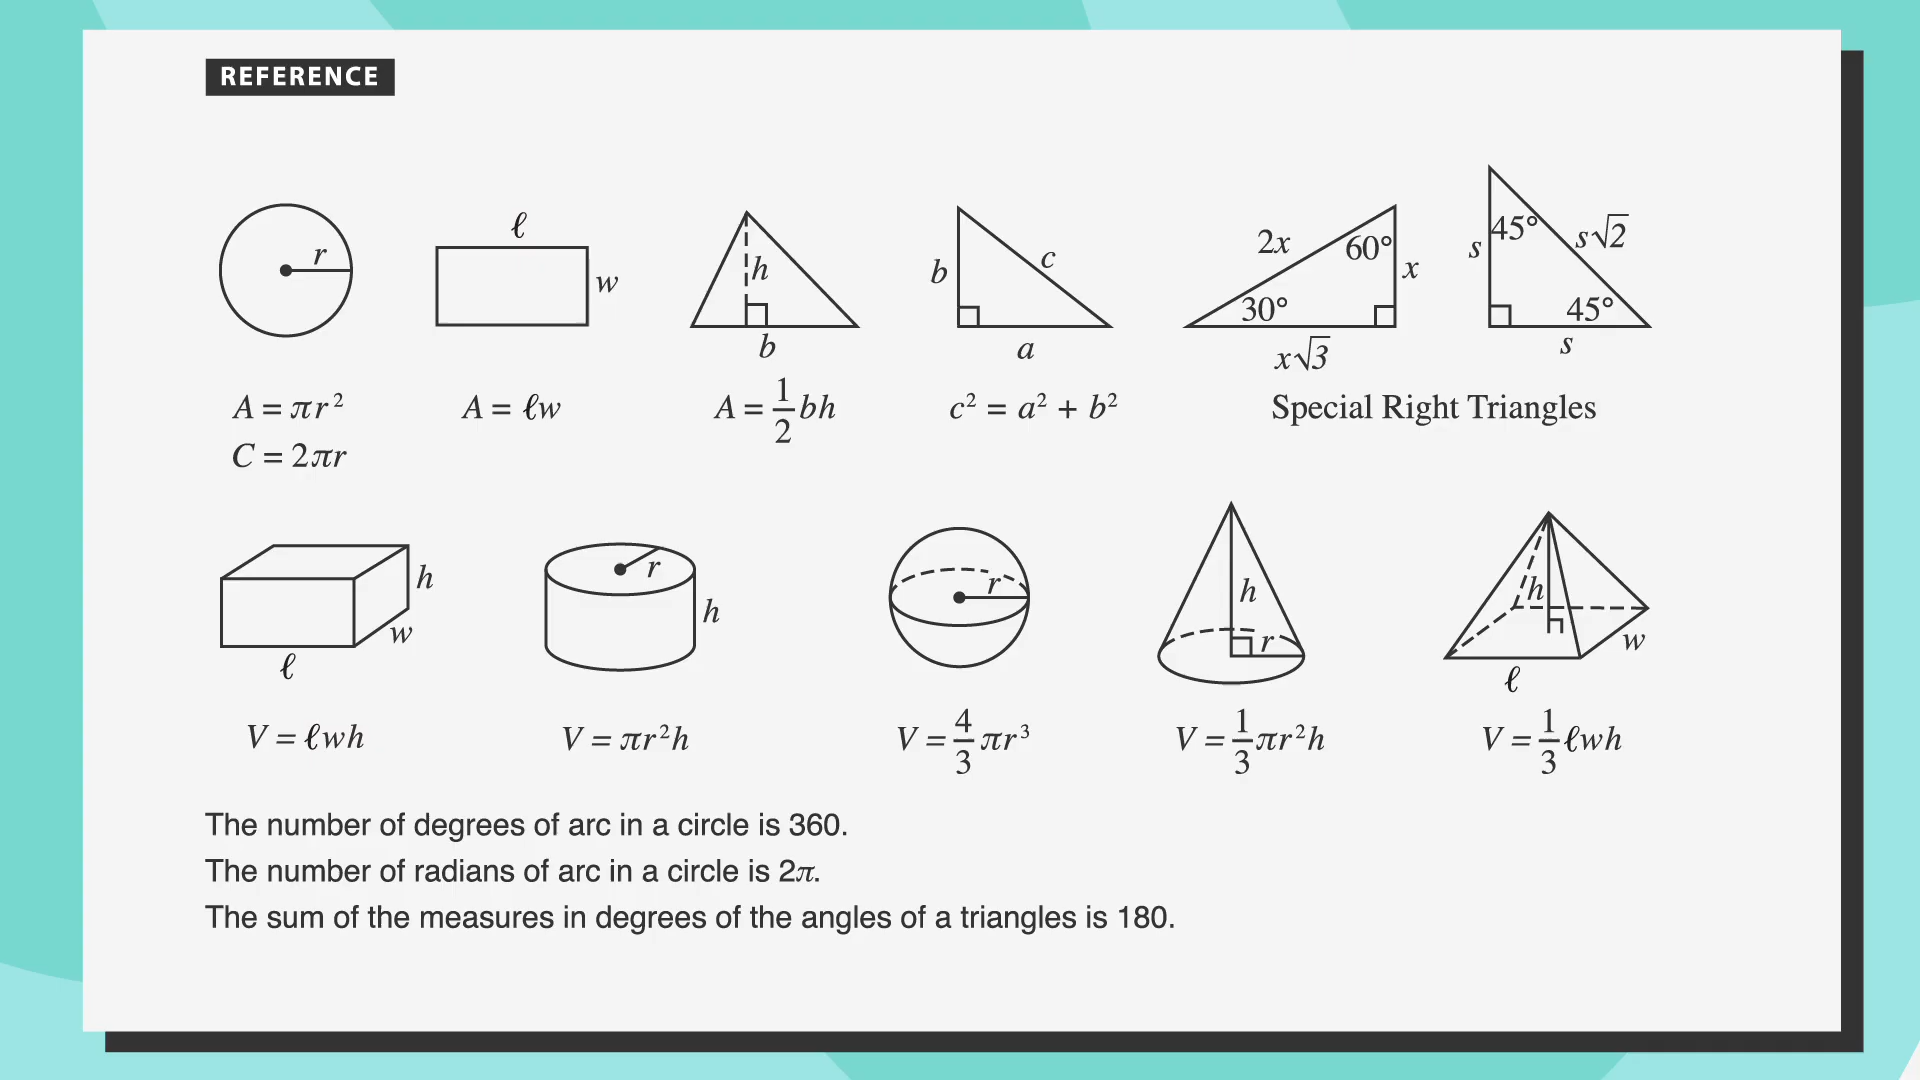 REFERENCE
r
ℓ
w
h
b
b
c
a
2x
60°
x
30°
x√3
45°
s
s√2
45°
s
A = πr²
C = 2πr
A = ℓw
A = 1/2 bh
c² = a² + b²
Special Right Triangles
h
w
ℓ
r
h
r
h
r
h
w
ℓ
V = ℓwh
V = πr²h
V = 4/3 πr³
V = 1/3 πr²h
V = 1/3 ℓwh
The number of degrees of arc in a circle is 360.
The number of radians of arc in a circle is 2π.
The sum of the measures in degrees of the angles of a triangles is 180.